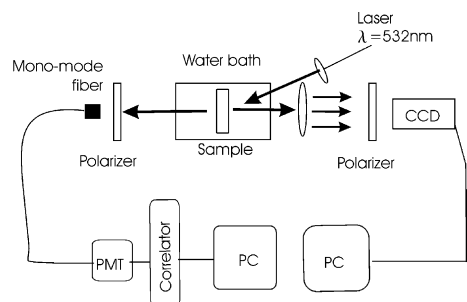 Laser
λ=532nm
Mono-mode
fiber
Water bath
CCD
Polarizer
Sample
Polarizer
PMT
Correlator
PC
PC